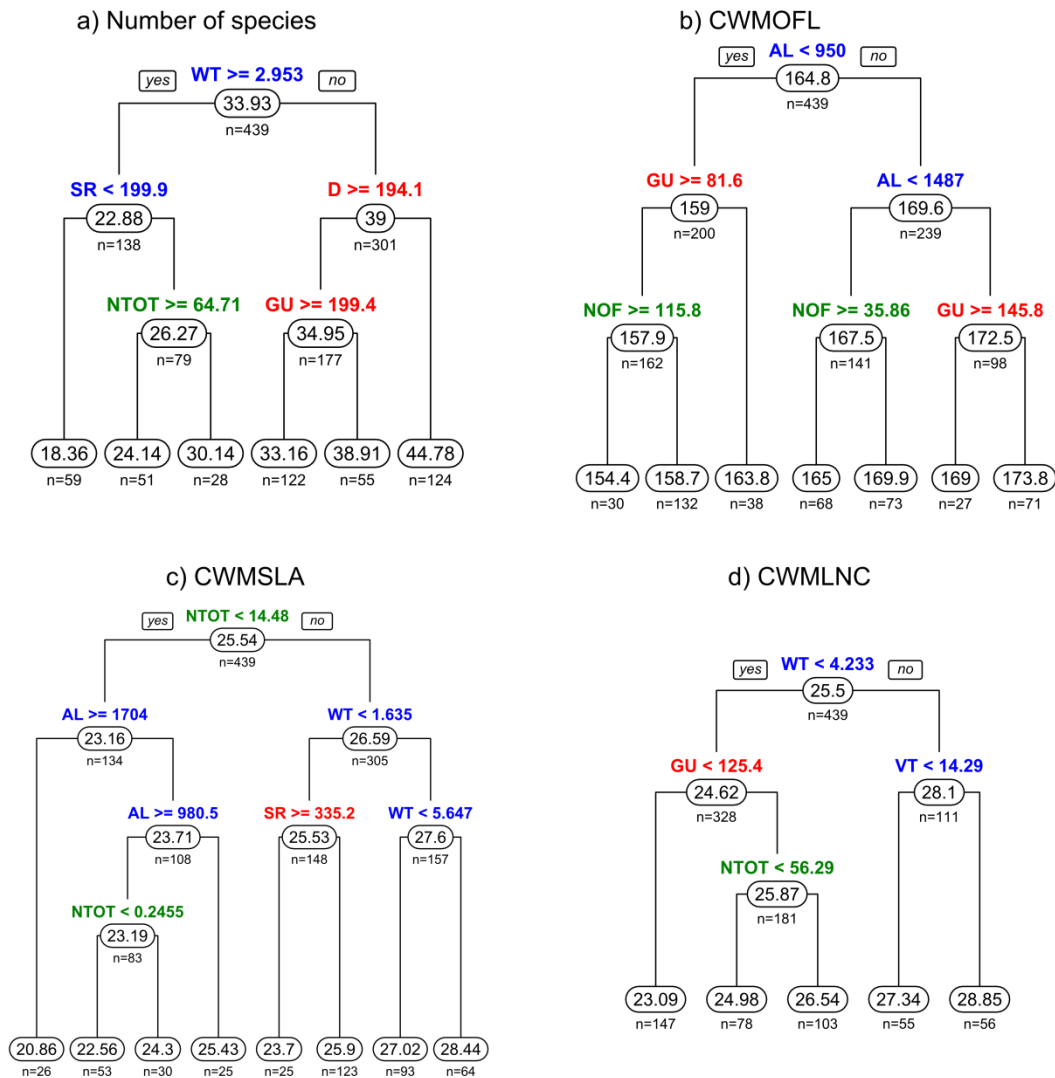 a) Number of species
yes WT >= 2.953 no
33.93
n=439
SR < 199.9 D >= 194.1
22.88 39
n=138 n=301
NTOT >= 64.71 GU >= 199.4
26.27 34.95
n=79 n=177
18.36 24.14 30.14 33.16 38.91 44.78
n=59 n=51 n=28 n=122 n=55 n=124
b) CWMOFL
yes AL < 950 no
164.8
n=439
GU >= 81.6 AL < 1487
159 169.6
n=200 n=239
NOF >= 115.8 NOF >= 35.86 GU >= 145.8
157.9 167.5 172.5
n=162 n=141 n=98
154.4 158.7 163.8 165 169.9 169 173.8
n=30 n=132 n=38 n=68 n=73 n=27 n=71
c) CWMSLA
yes NTOT < 14.48 no
25.54
n=439
AL >= 1704 WT < 1.635
23.16 26.59
n=134 n=305
AL >= 980.5 SR >= 335.2 WT < 5.647
23.71 25.53 27.6
n=108 n=148 n=157
NTOT < 0.2455
23.19
n=83
20.86 22.56 24.3 25.43 23.7 25.9 27.02 28.44
n=26 n=53 n=30 n=25 n=25 n=123 n=93 n=64
d) CWMLNC
yes WT < 4.233 no
25.5
n=439
GU < 125.4 VT < 14.29
24.62 28.1
n=328 n=111
NTOT < 56.29
25.87
n=181
23.09 24.98 26.54 27.34 28.85
n=147 n=78 n=103 n=55 n=56